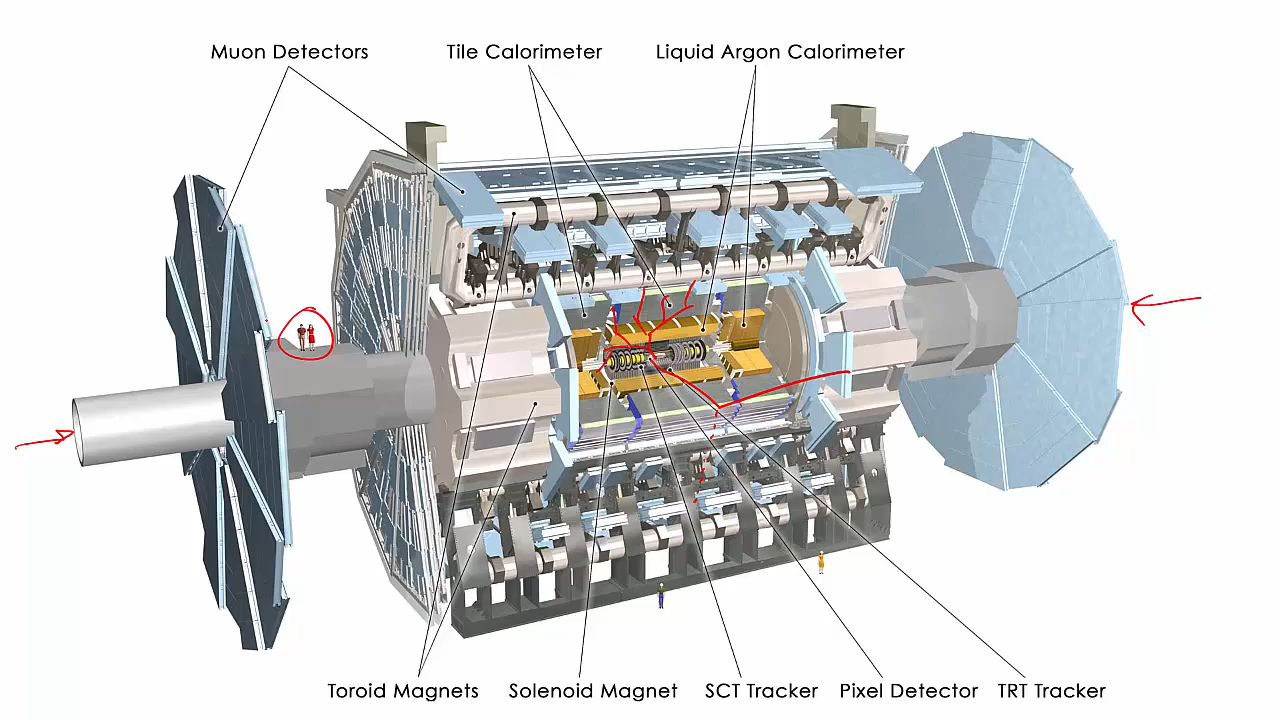 Muon Detectors
Tile Calorimeter
Liquid Argon Calorimeter
Toroid Magnets
Solenoid Magnet
SCT Tracker
Pixel Detector
TRT Tracker